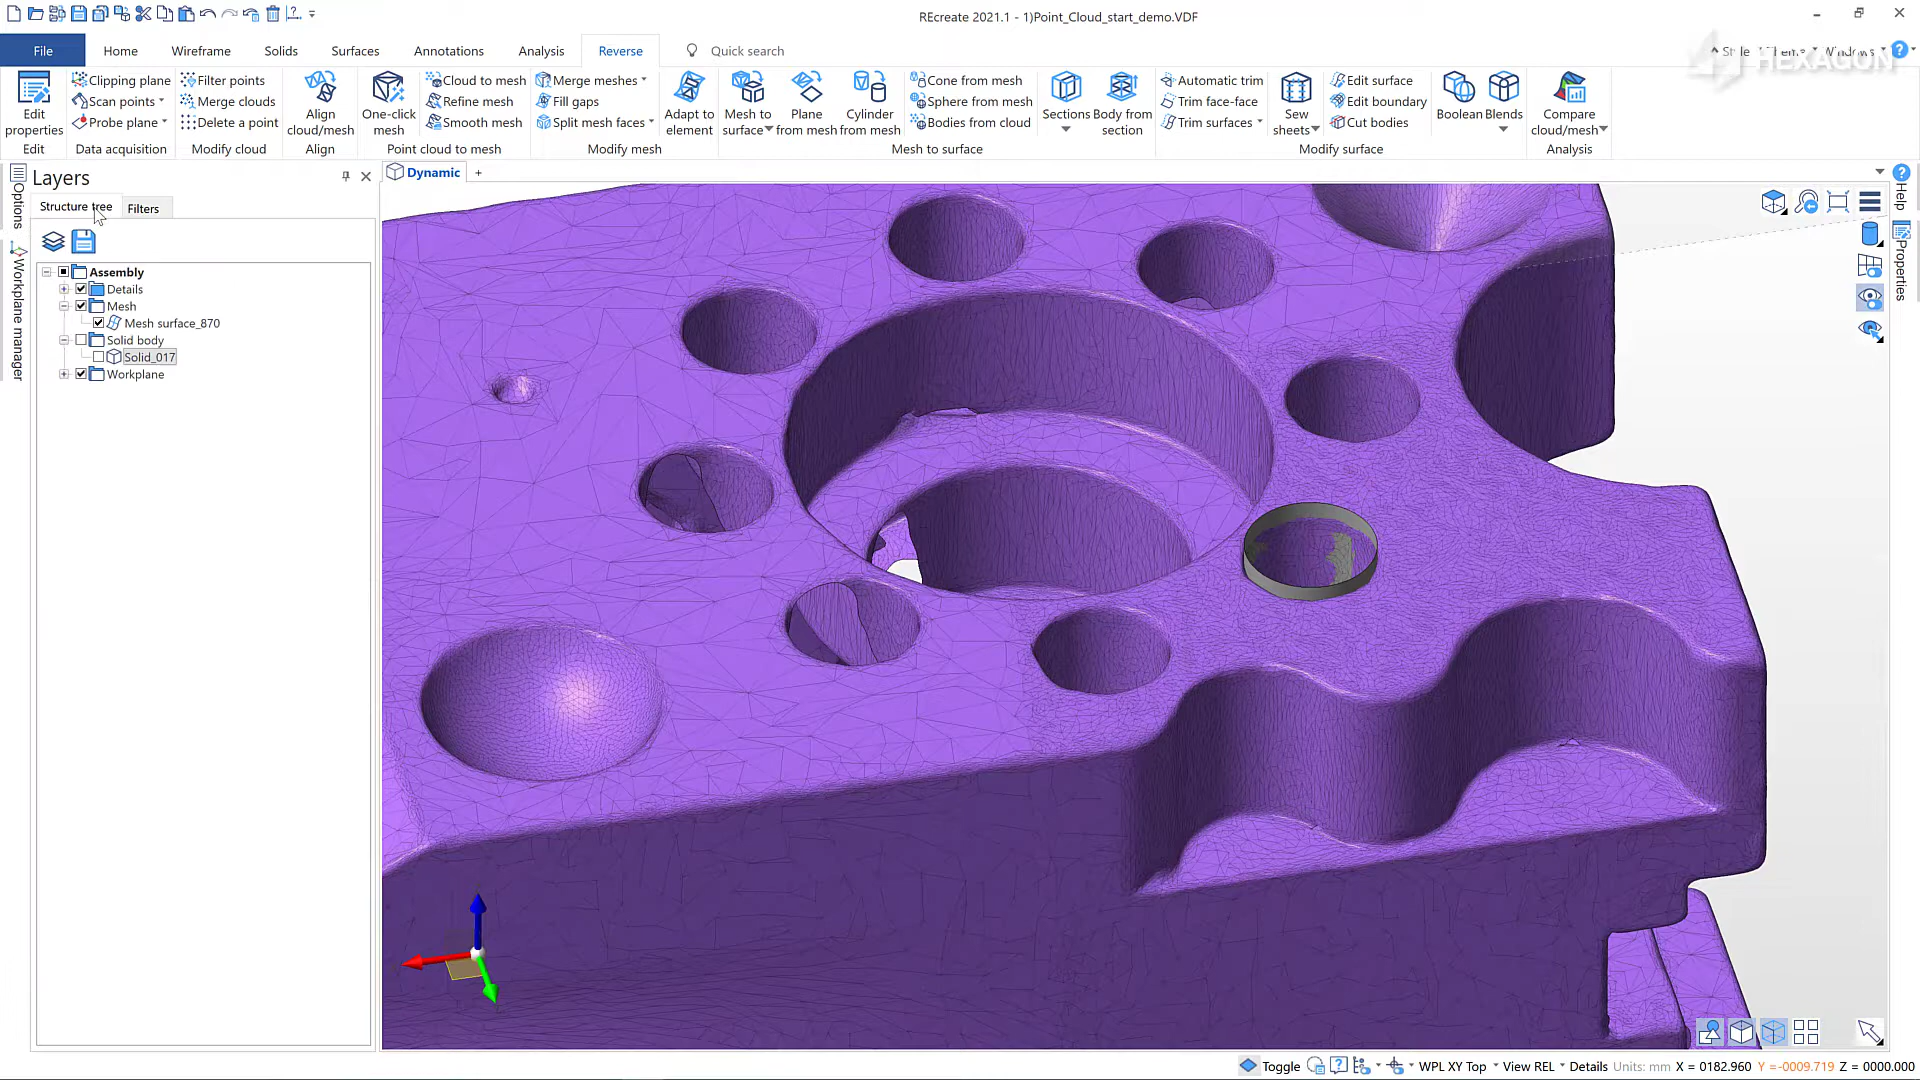 REcreate 2021.1 - 1)Point_Cloud_start_demo.VDF
File Home Wireframe Solids Surfaces Annotations Analysis Reverse Quick search Style Theme Windows
HEXAGON
Edit properties
Edit
Clipping plane
Scan points
Probe plane
Data acquisition
Filter points
Merge clouds
Delete a point
Modify cloud
Align cloud/mesh
Align
One-click mesh
Cloud to mesh
Refine mesh
Smooth mesh
Point cloud to mesh
Merge meshes
Fill gaps
Split mesh faces
Adapt to element
Modify mesh
Mesh to surface
Plane from mesh
Cylinder from mesh
Cone from mesh
Sphere from mesh
Bodies from cloud
Sections
Body from section
Mesh to surface
Automatic trim
Trim face-face
Trim surfaces
Sew sheets
Edit surface
Edit boundary
Cut bodies
Boolean
Blends
Modify surface
Compare cloud/mesh
Analysis
Options
Workplane manager
Layers
Structure tree Filters
Assembly
Details
Mesh
Mesh surface_870
Solid body
Solid_017
Workplane
Dynamic +
Help
Properties
Toggle WPL XY Top View REL Details Units: mm X = 0182.960 Y =-0009.719 Z = 0000.000